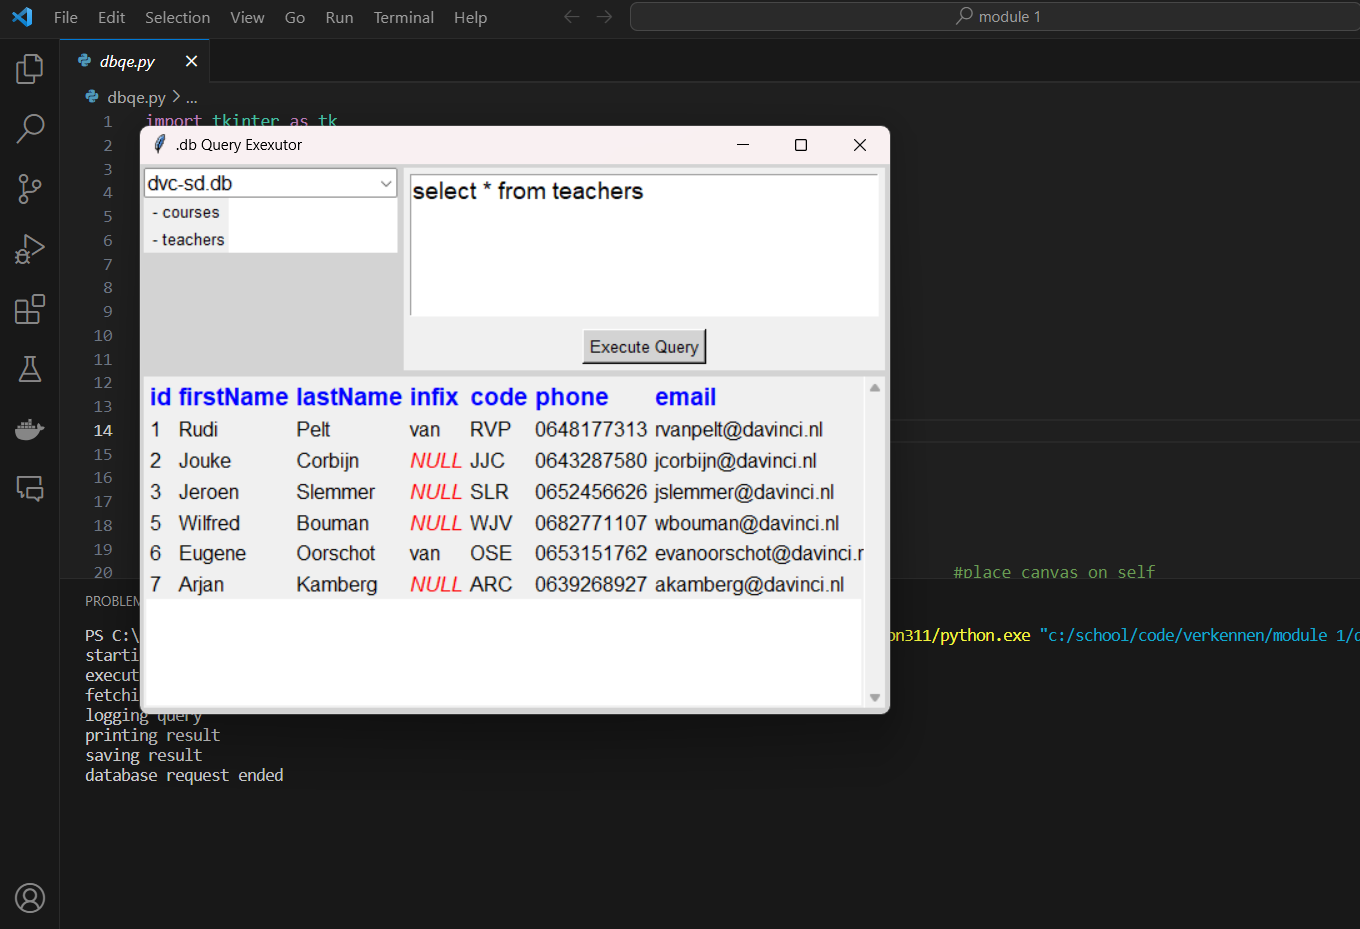 File Edit Selection View Go Run Terminal Help
module 1
dbqe.py
dbqe.py > ...
1 import tkinter as tk
2
3
4
5
6
7
8
9
10
11
12
13
14
15
16
17
18
19
20 #place canvas on self
.db Query Exexutor
dvc-sd.db
- courses
- teachers
select * from teachers
Execute Query
id firstName lastName infix code phone email
1 Rudi Pelt van RVP 0648177313 rvanpelt@davinci.nl
2 Jouke Corbijn NULL JJC 0643287580 jcorbijn@davinci.nl
3 Jeroen Slemmer NULL SLR 0652456626 jslemmer@davinci.nl
5 Wilfred Bouman NULL WJV 0682771107 wbouman@davinci.nl
6 Eugene Oorschot van OSE 0653151762 evanoorschot@davinci.
7 Arjan Kamberg NULL ARC 0639268927 akamberg@davinci.nl
PROBLEM
PS C:\ on311/python.exe "c:/school/code/verkennen/module 1/
starti
execut
fetchi
logging query
printing result
saving result
database request ended